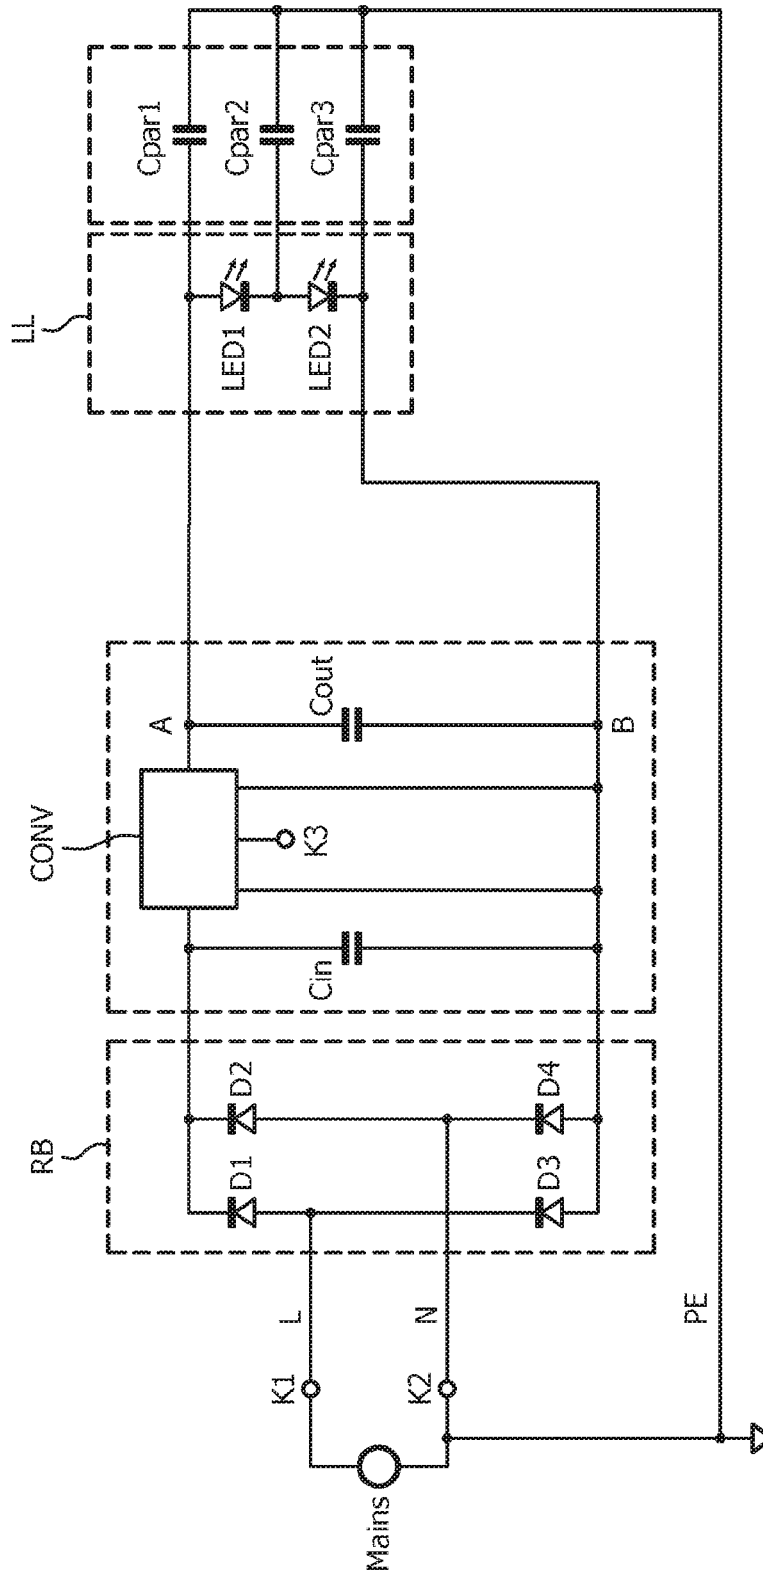 Mains
K1
K2
L
N
PE
RB
D1
D2
D3
D4
CONV
Cin
K3
A
Cout
B
LL
LED1
LED2
Cpar1
Cpar2
Cpar3